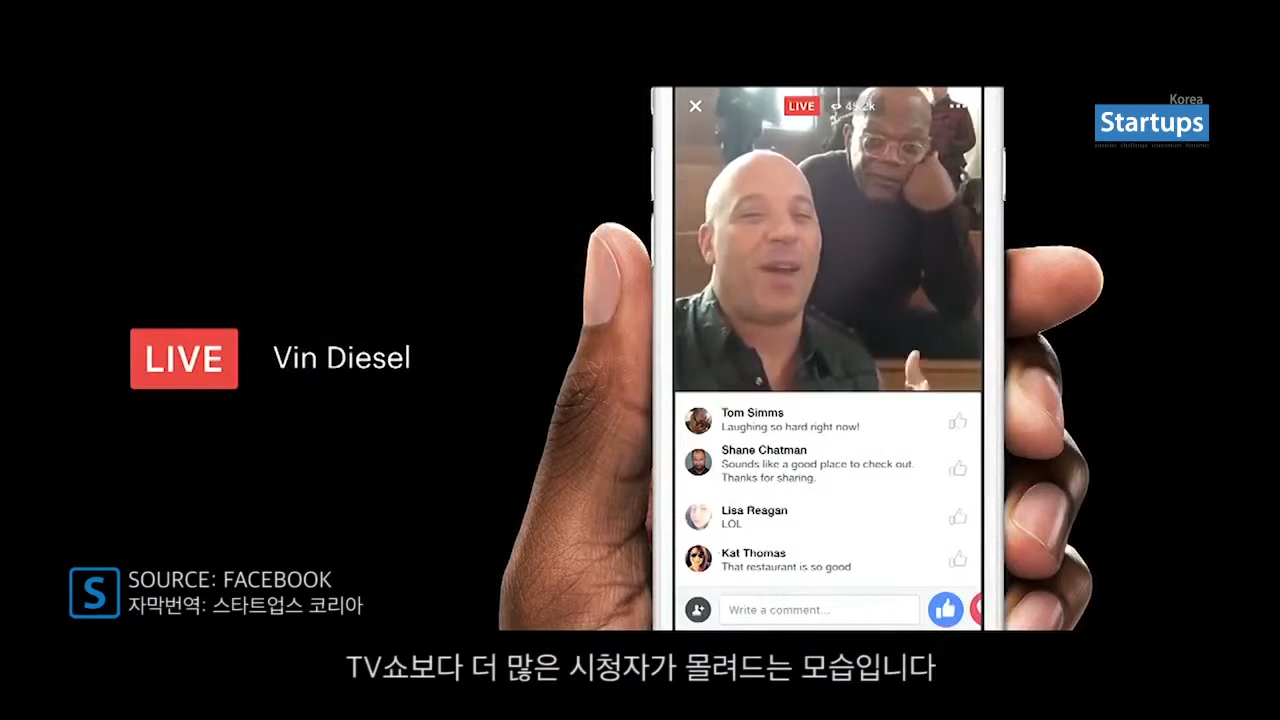 Korea
Startups
LIVE
45.2k
LIVE
Vin Diesel
Tom Simms
Laughing so hard right now!
Shane Chatman
Sounds like a good place to check out.
Thanks for sharing.
Lisa Reagan
LOL
Kat Thomas
That restaurant is so good
Write a comment...
S
SOURCE: FACEBOOK
자막번역: 스타트업스 코리아
TV쇼보다 더 많은 시청자가 몰려드는 모습입니다